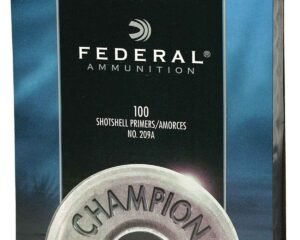 FEDERAL®
AMMUNITION
100
SHOTSHELL PRIMERS/AMORCES
NO. 209A
CHAMPION